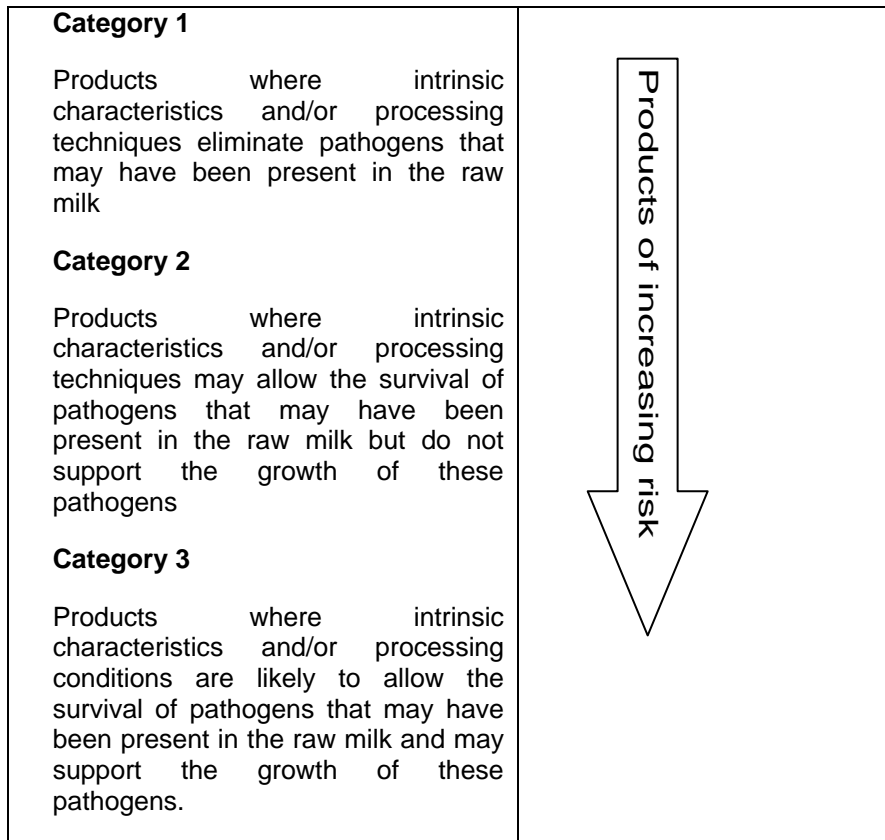 Category 1
Products where intrinsic
characteristics and/or processing
techniques eliminate pathogens that
may have been present in the raw
milk
Category 2
Products where intrinsic
characteristics and/or processing
techniques may allow the survival of
pathogens that may have been
present in the raw milk but do not
support the growth of these
pathogens
Category 3
Products where intrinsic
characteristics and/or processing
conditions are likely to allow the
survival of pathogens that may have
been present in the raw milk and may
support the growth of these
pathogens.
Products of increasing risk